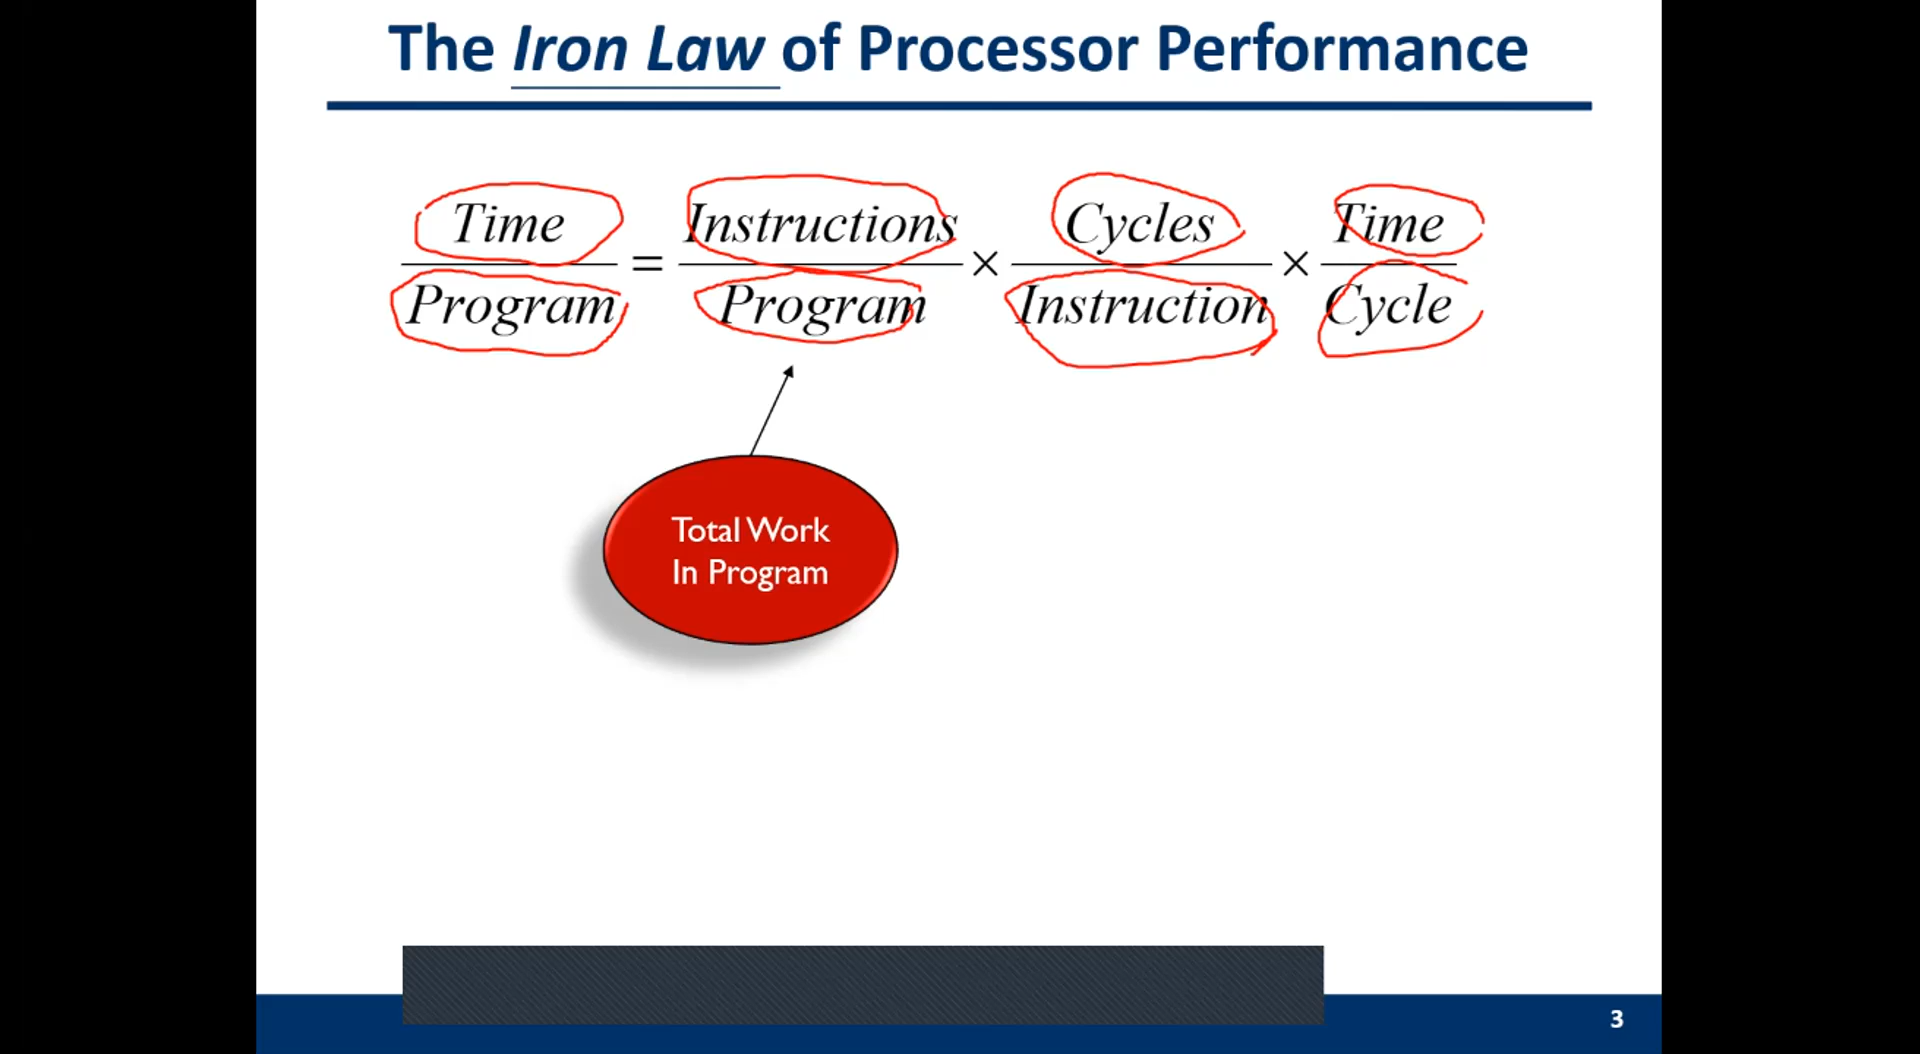 The Iron Law of Processor Performance
Time/Program = Instructions/Program × Cycles/Instruction × Time/Cycle
Total Work
In Program
3